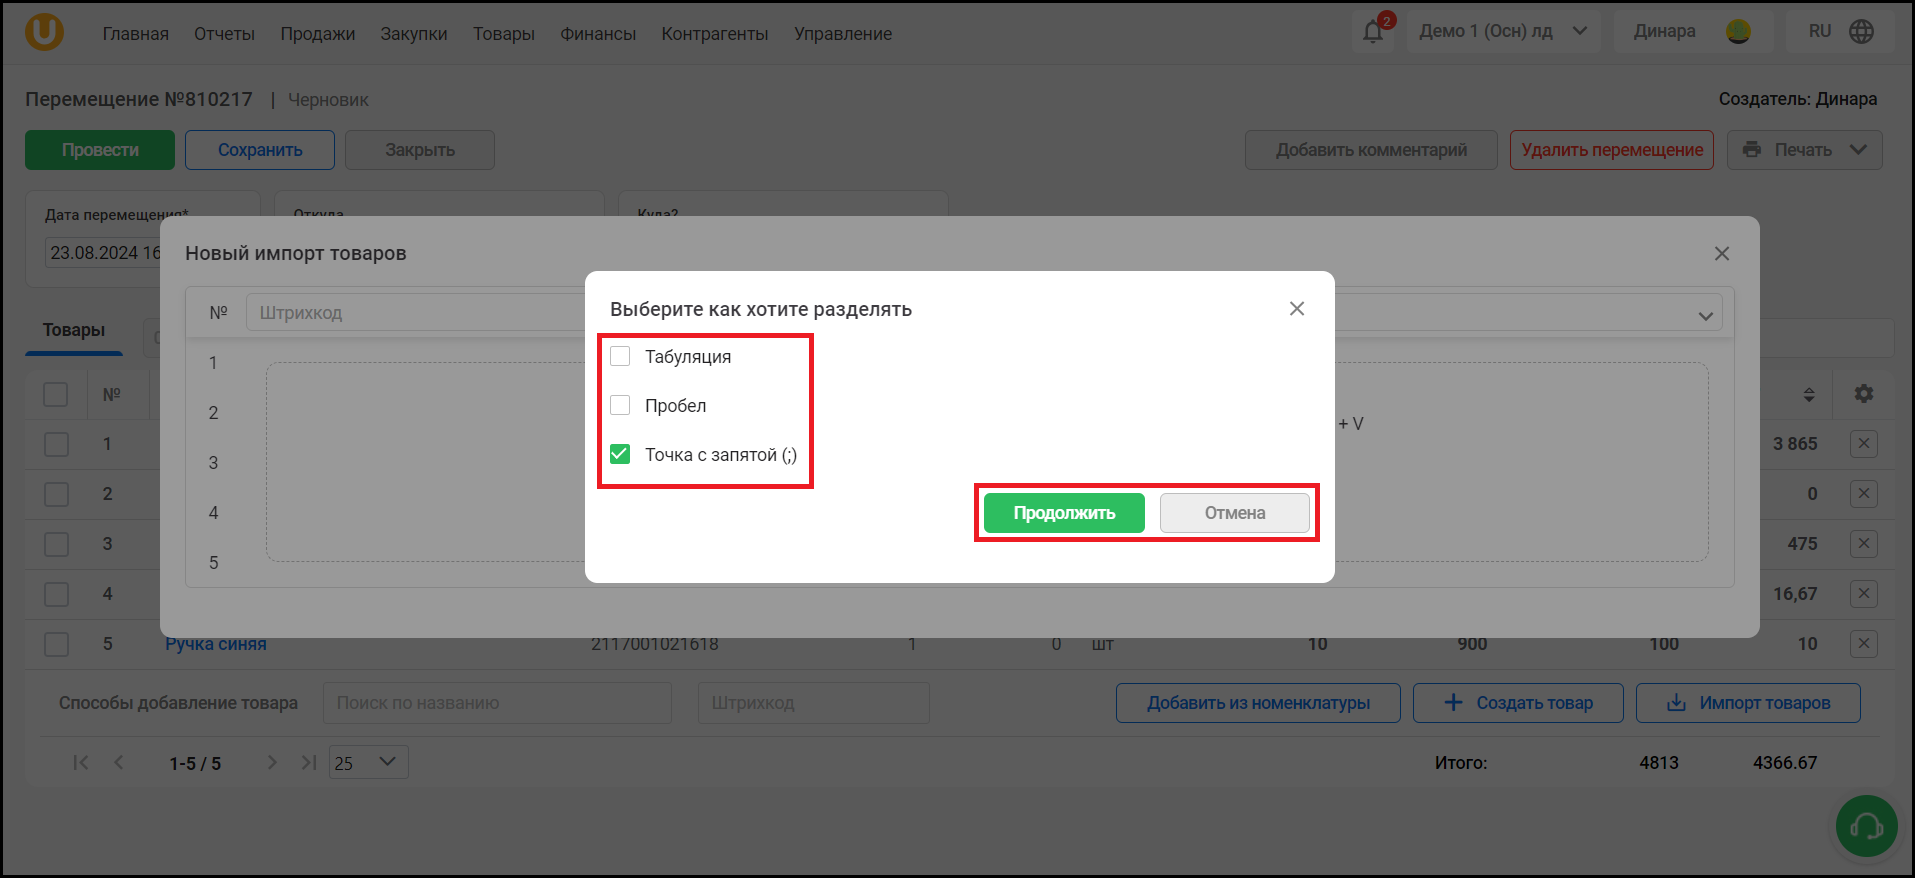 Главная Отчеты Продажи Закупки Товары Финансы Контрагенты Управление 2 Демо 1 (Осн) лд Динара RU
Перемещение №810217 | Черновик Создатель: Динара
Провести Сохранить Закрыть Добавить комментарий Удалить перемещение Печать
Дата перемещения* Откуда Куда?
23.08.2024 16
Новый импорт товаров
№ Штрихкод
Выберите как хотите разделять
Табуляция
Пробел
Точка с запятой (;)
Продолжить Отмена
+ V
1
2
3
4
5
Товары
№
1 3 865
2 0
3 475
4 16,67
5 Ручка синяя 2117001021618 1 0 шт 10 900 100 10
Способы добавление товара Поиск по названию Штрихкод Добавить из номенклатуры Создать товар Импорт товаров
1-5 / 5 25 Итого: 4813 4366.67